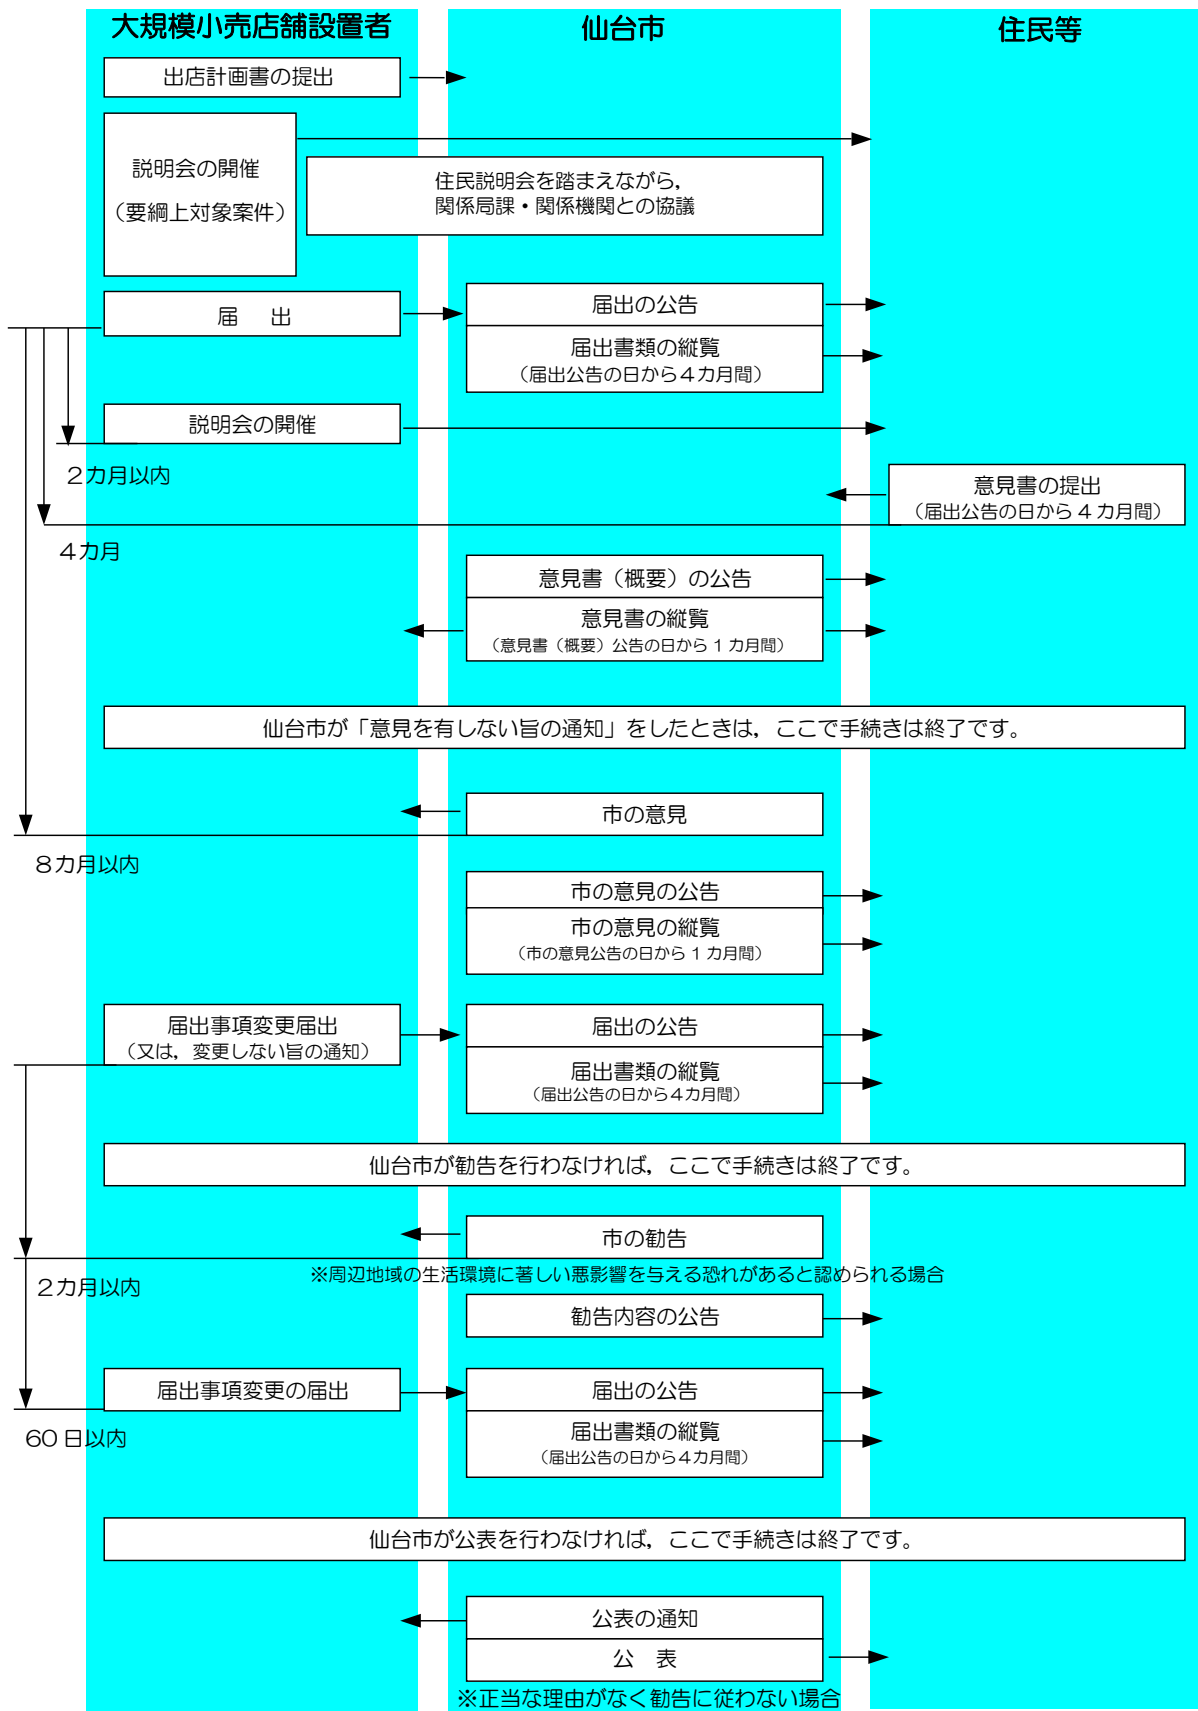 大規模小売店舗設置者
仙台市
住民等
出店計画書の提出
説明会の開催
（要綱上対象案件）
住民説明会を踏まえながら，
関係局課・関係機関との協議
届　出
届出の公告
届出書類の縦覧
（届出公告の日から４カ月間）
説明会の開催
２カ月以内
意見書の提出
（届出公告の日から 4 カ月間）
４カ月
意見書（概要）の公告
意見書の縦覧
（意見書（概要）公告の日から 1 カ月間）
仙台市が「意見を有しない旨の通知」をしたときは，ここで手続きは終了です。
市の意見
８カ月以内
市の意見の公告
市の意見の縦覧
（市の意見公告の日から 1 カ月間）
届出事項変更届出
（又は，変更しない旨の通知）
届出の公告
届出書類の縦覧
（届出公告の日から４カ月間）
仙台市が勧告を行わなければ，ここで手続きは終了です。
市の勧告
※周辺地域の生活環境に著しい悪影響を与える恐れがあると認められる場合
２カ月以内
勧告内容の公告
届出事項変更の届出
届出の公告
届出書類の縦覧
（届出公告の日から４カ月間）
60 日以内
仙台市が公表を行わなければ，ここで手続きは終了です。
公表の通知
公　表
※正当な理由がなく勧告に従わない場合